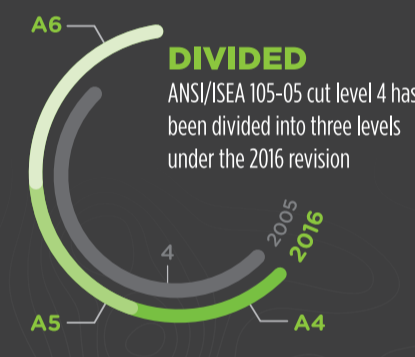 A6
DIVIDED
ANSI/ISEA 105-05 cut level 4 has
been divided into three levels
under the 2016 revision
2005
2016
4
A5
A4